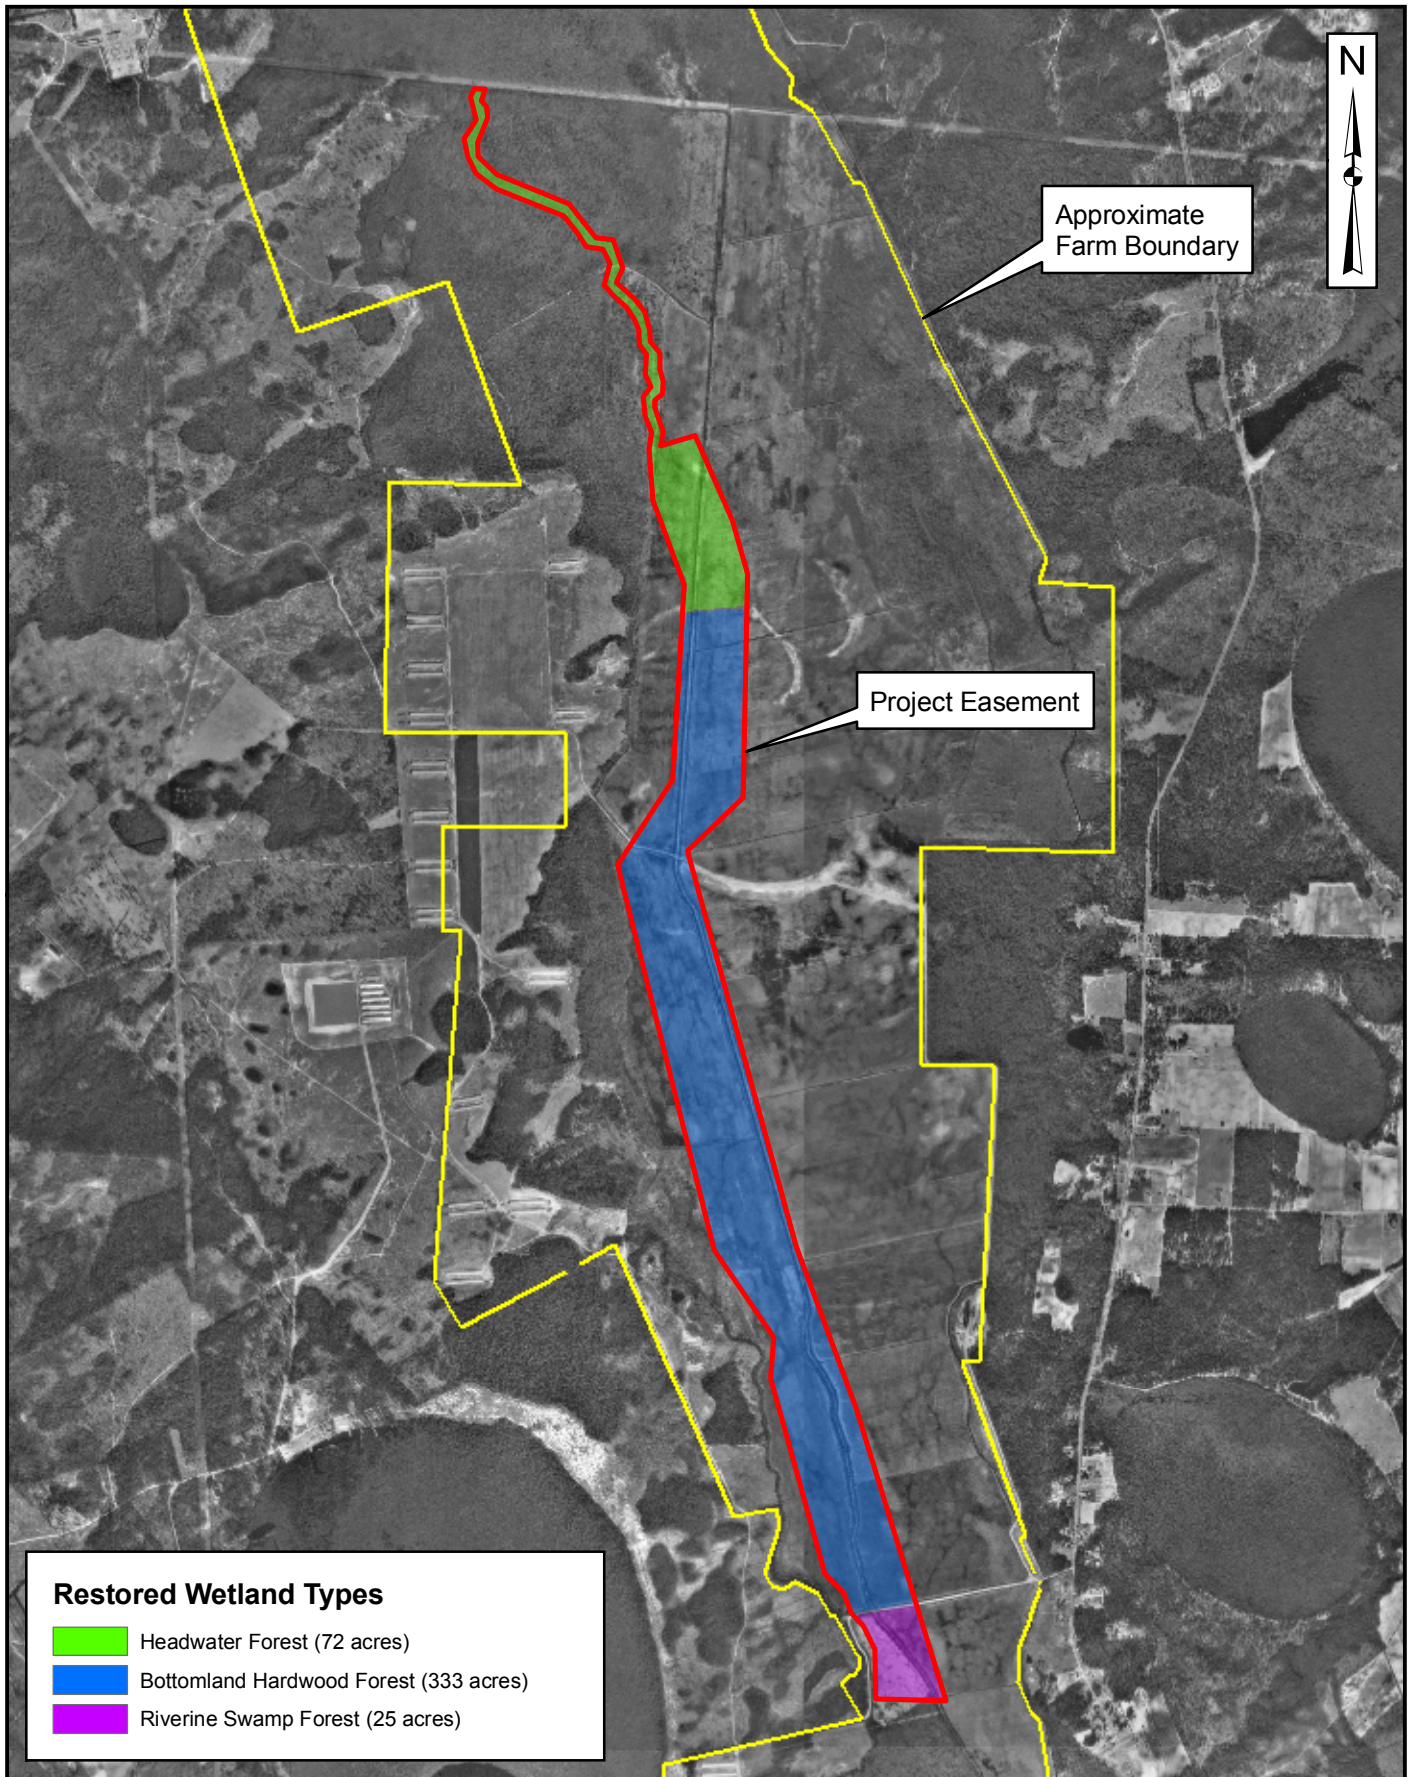 N
Approximate
Farm Boundary
Project Easement
Restored Wetland Types
Headwater Forest (72 acres)
Bottomland Hardwood Forest (333 acres)
Riverine Swamp Forest (25 acres)